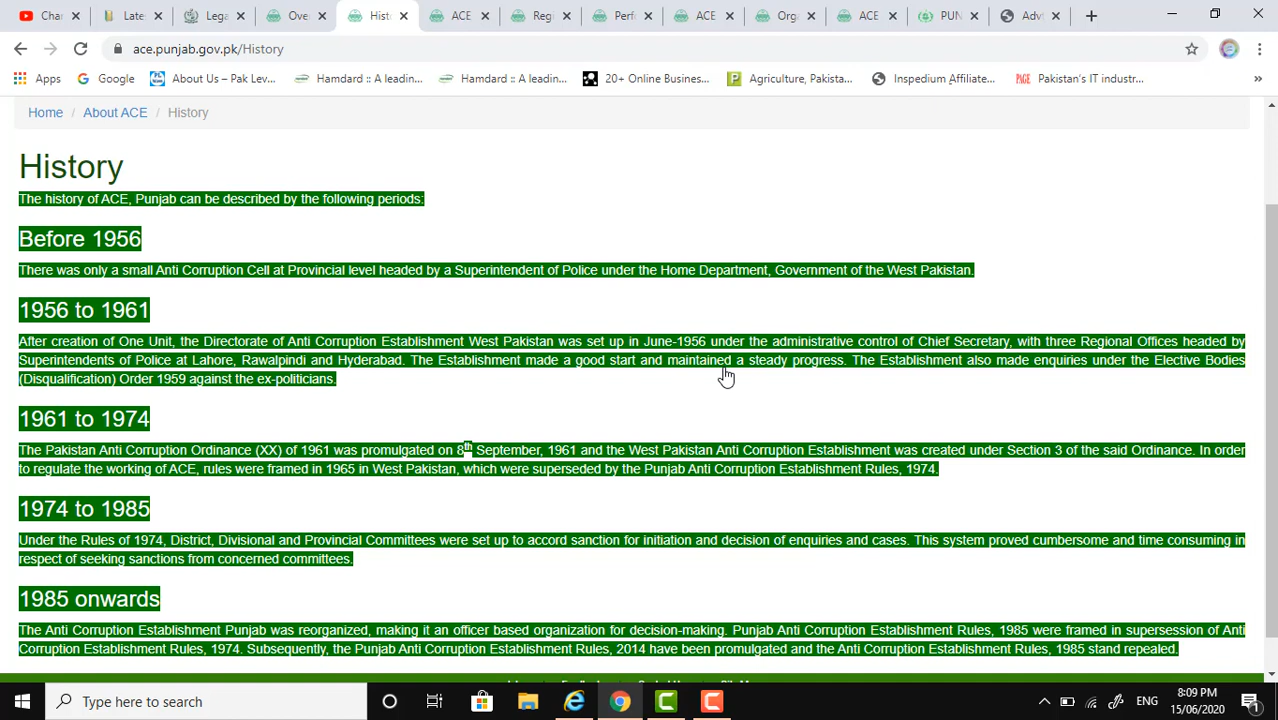 Char
Lates
Lega
Ove
Hist
ACE
Regi
Perfo
ACE
Orga
ACE
PUN
Advt
ace.punjab.gov.pk/History
Apps
Google
About Us – Pak Lev...
Hamdard :: A leadin...
Hamdard :: A leadin...
20+ Online Busines...
Agriculture, Pakista...
Inspedium Affiliate...
Pakistan's IT industr...
Home / About ACE / History
History
The history of ACE, Punjab can be described by the following periods:
Before 1956
There was only a small Anti Corruption Cell at Provincial level headed by a Superintendent of Police under the Home Department, Government of the West Pakistan.
1956 to 1961
After creation of One Unit, the Directorate of Anti Corruption Establishment West Pakistan was set up in June-1956 under the administrative control of Chief Secretary, with three Regional Offices headed by
Superintendents of Police at Lahore, Rawalpindi and Hyderabad. The Establishment made a good start and maintained a steady progress. The Establishment also made enquiries under the Elective Bodies
(Disqualification) Order 1959 against the ex-politicians.
1961 to 1974
The Pakistan Anti Corruption Ordinance (XX) of 1961 was promulgated on 8th September, 1961 and the West Pakistan Anti Corruption Establishment was created under Section 3 of the said Ordinance. In order
to regulate the working of ACE, rules were framed in 1965 in West Pakistan, which were superseded by the Punjab Anti Corruption Establishment Rules, 1974.
1974 to 1985
Under the Rules of 1974, District, Divisional and Provincial Committees were set up to accord sanction for initiation and decision of enquiries and cases. This system proved cumbersome and time consuming in
respect of seeking sanctions from concerned committees.
1985 onwards
The Anti Corruption Establishment Punjab was reorganized, making it an officer based organization for decision-making. Punjab Anti Corruption Establishment Rules, 1985 were framed in supersession of Anti
Corruption Establishment Rules, 1974. Subsequently, the Punjab Anti Corruption Establishment Rules, 2014 have been promulgated and the Anti Corruption Establishment Rules, 1985 stand repealed.
Type here to search
ENG
8:09 PM
15/06/2020